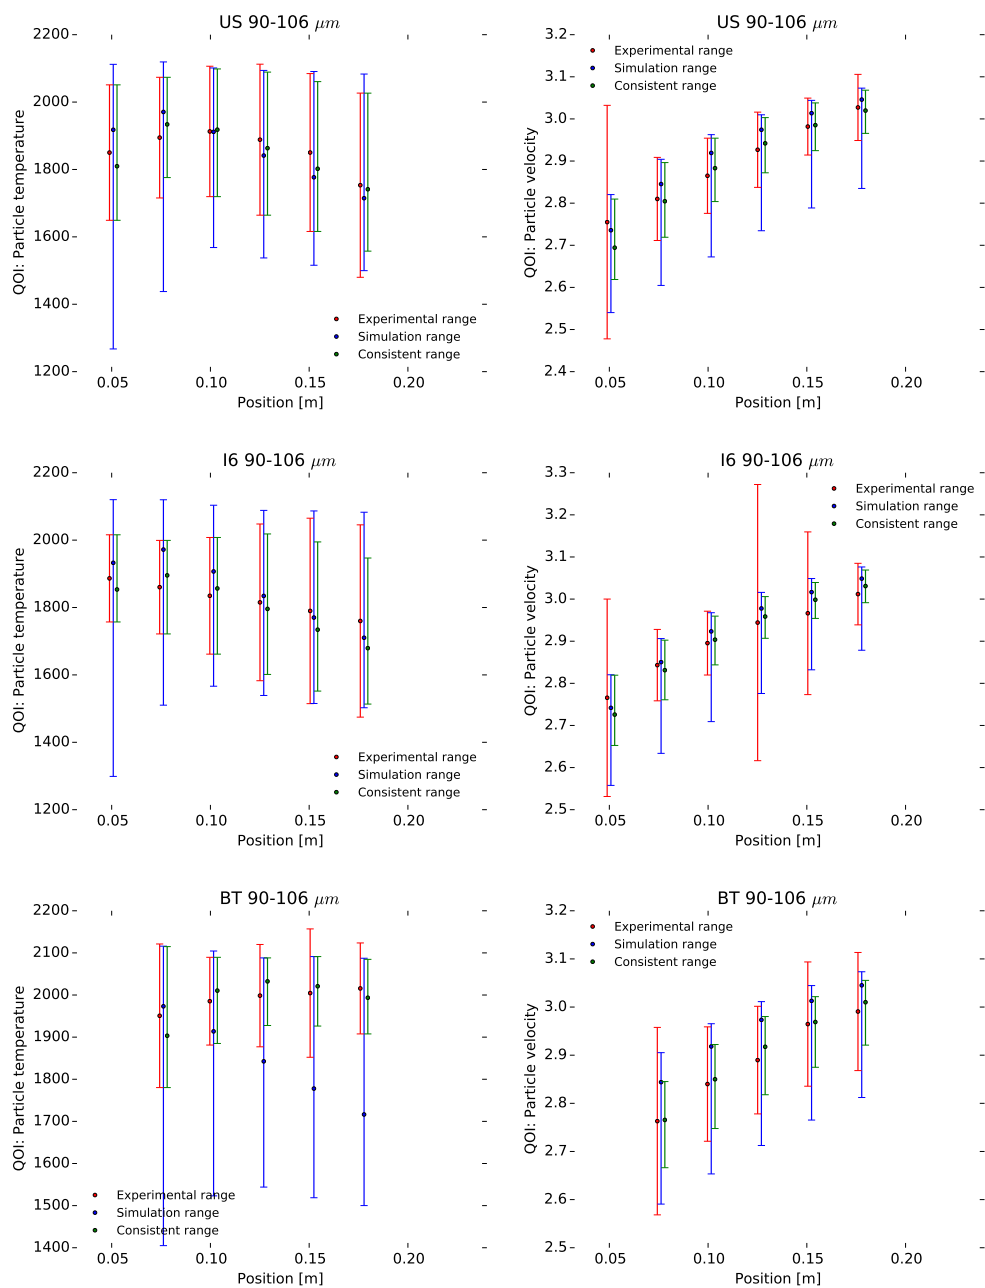 US 90-106 μm
QOI: Particle temperature
2200
2000
1800
1600
1400
1200
Experimental range
Simulation range
Consistent range
0.05 0.10 0.15 0.20
Position [m]
US 90-106 μm
QOI: Particle velocity
3.2
3.1
3.0
2.9
2.8
2.7
2.6
2.5
2.4
Experimental range
Simulation range
Consistent range
0.05 0.10 0.15 0.20
Position [m]
I6 90-106 μm
QOI: Particle temperature
2200
2000
1800
1600
1400
1200
Experimental range
Simulation range
Consistent range
0.05 0.10 0.15 0.20
Position [m]
I6 90-106 μm
QOI: Particle velocity
3.3
3.2
3.1
3.0
2.9
2.8
2.7
2.6
2.5
Experimental range
Simulation range
Consistent range
0.05 0.10 0.15 0.20
Position [m]
BT 90-106 μm
QOI: Particle temperature
2200
2100
2000
1900
1800
1700
1600
1500
1400
Experimental range
Simulation range
Consistent range
0.05 0.10 0.15 0.20
Position [m]
BT 90-106 μm
QOI: Particle velocity
3.2
3.1
3.0
2.9
2.8
2.7
2.6
2.5
Experimental range
Simulation range
Consistent range
0.05 0.10 0.15 0.20
Position [m]